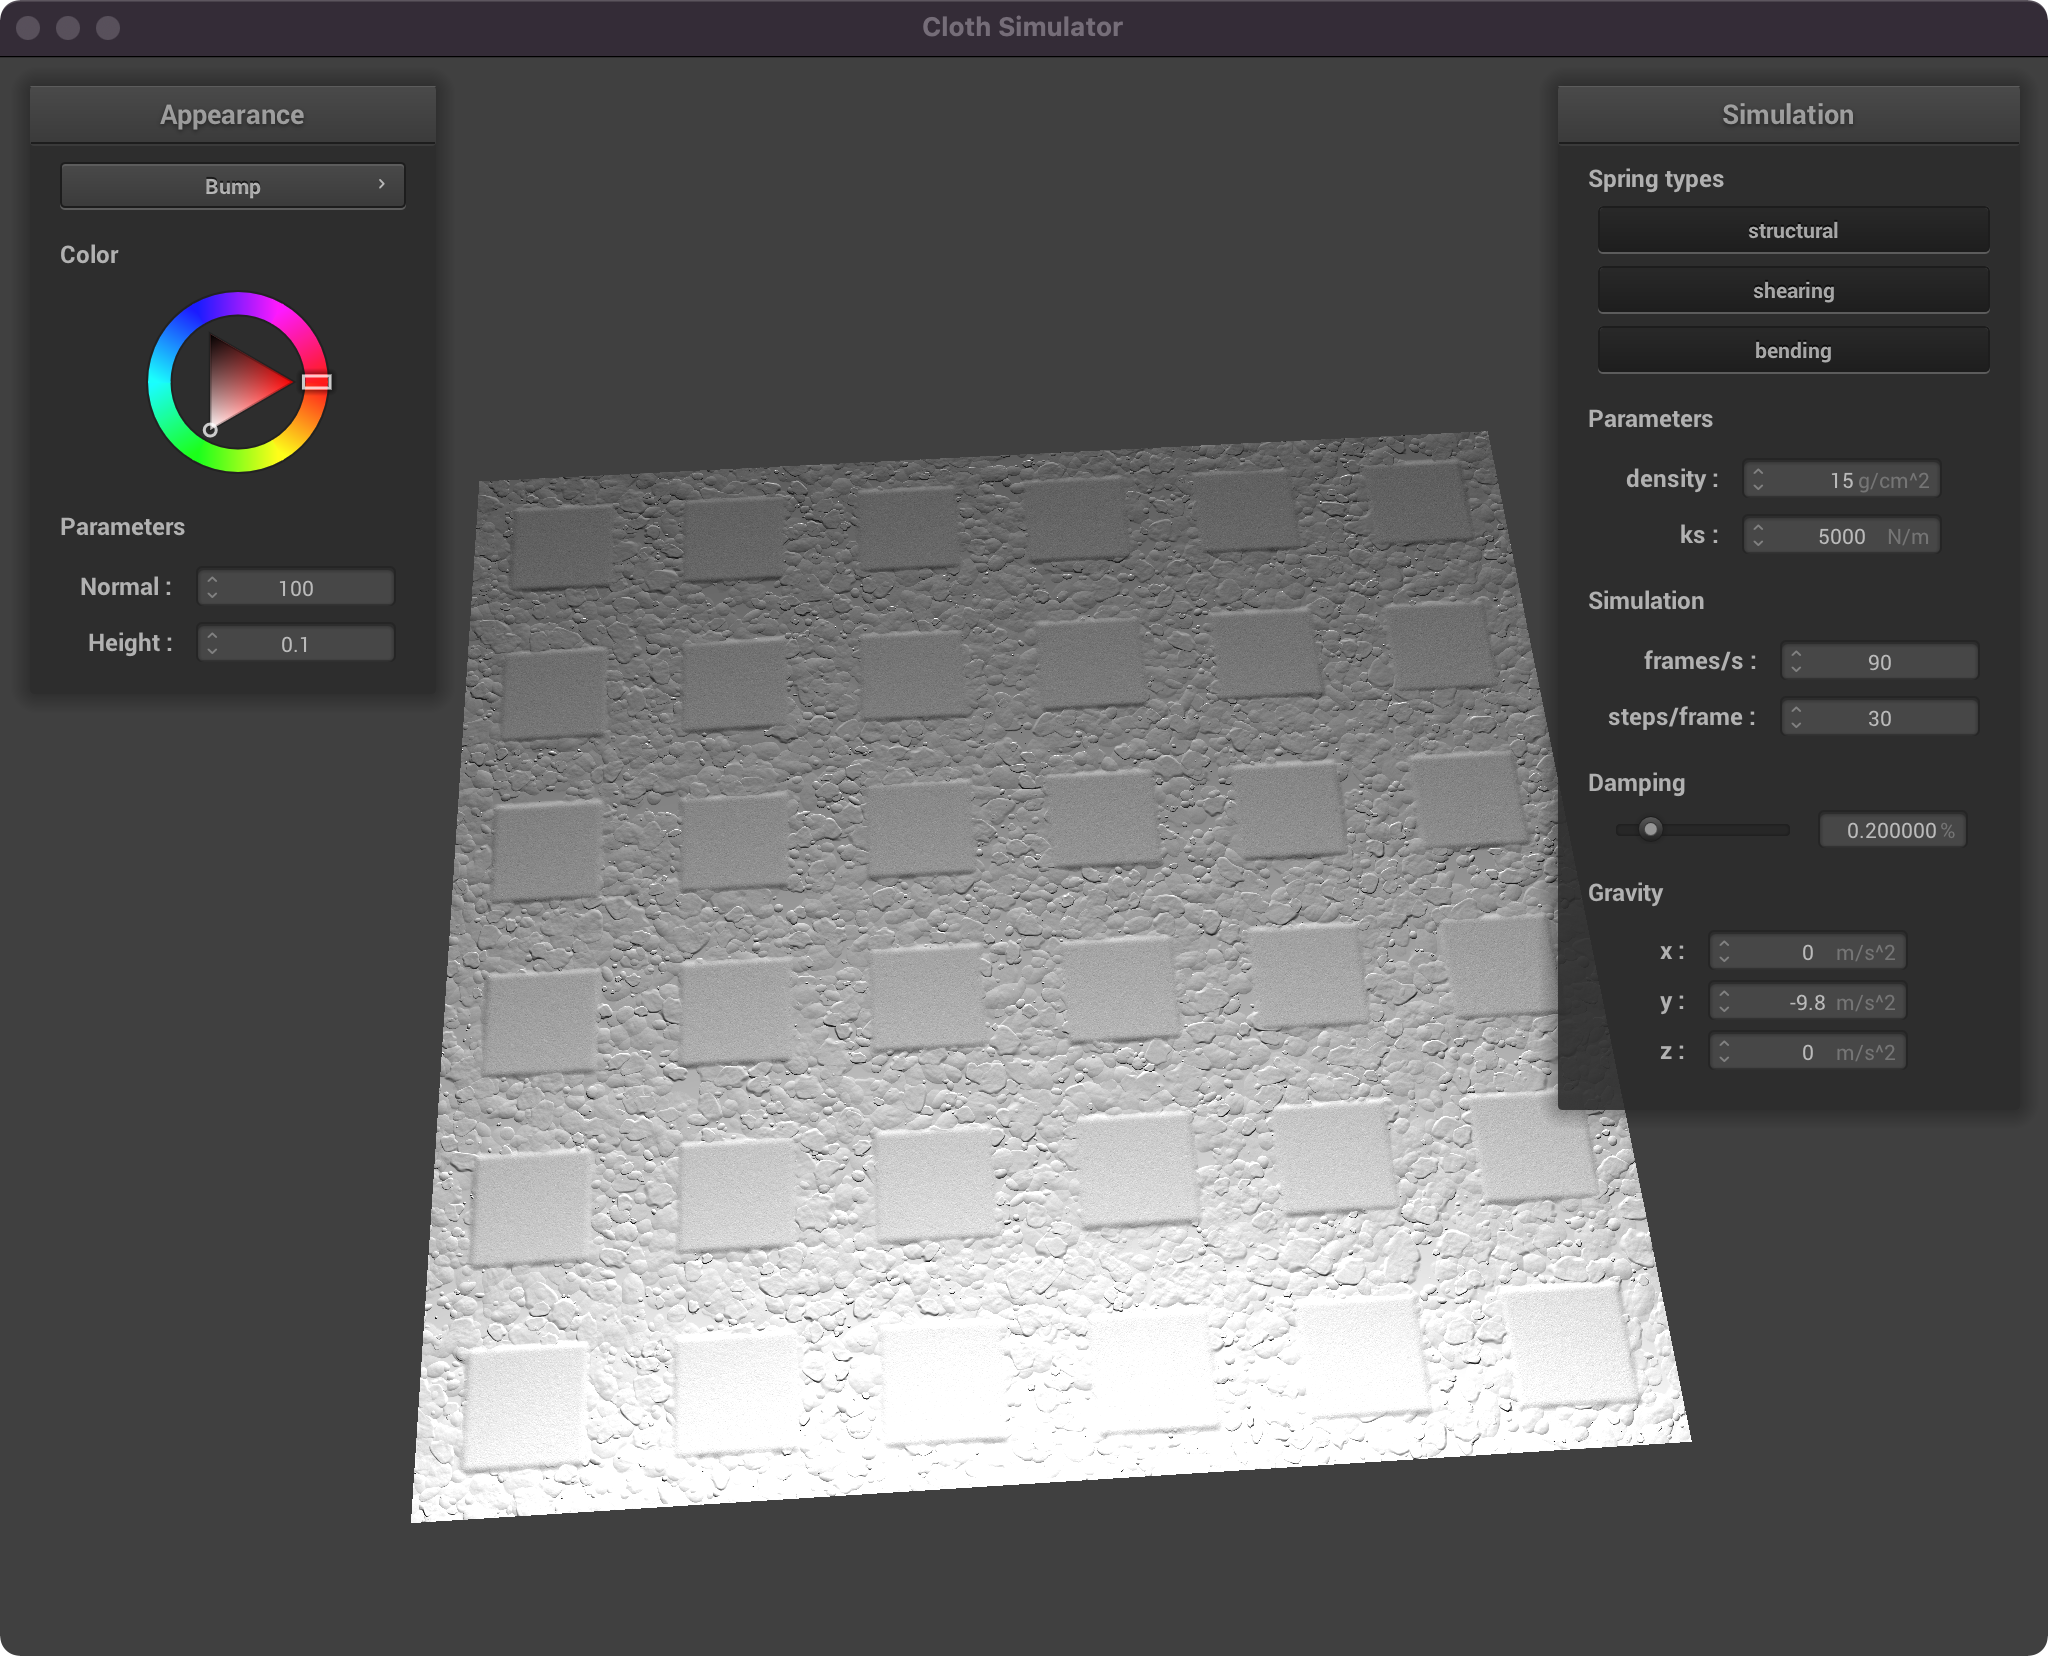 Cloth Simulator
Appearance
Bump
Color
Parameters
Normal : 100
Height : 0.1
Simulation
Spring types
structural
shearing
bending
Parameters
density : 15 g/cm^2
ks : 5000 N/m
Simulation
frames/s : 90
steps/frame : 30
Damping
0.200000 %
Gravity
x : 0 m/s^2
y : -9.8 m/s^2
z : 0 m/s^2